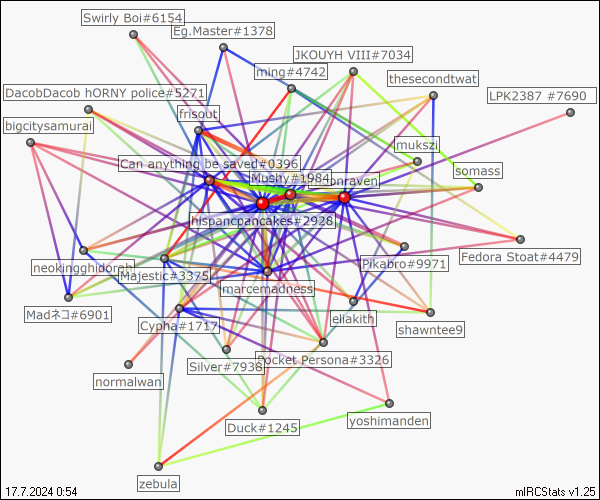 Swirly Boi#6154
Eg.Master#1378
JKOUYH VIII#7034
ming#4742
thesecondtwat
DacobDacob hORNY police#5271
LPK2387 #7690
frisout
bigcitysamurai
mukszi
Can anything be saved#0396
somass
Mushy#1984
onraven
hispancpancakes#2928
Fedora Stoat#4479
neokingghidorah
Majestic#3375
Pikabro#9971
marcemadness
Madネコ#6901
Cypha#1717
eilakith
shawntee9
Pocket Persona#3326
Silver#7938
normalwan
yoshimanden
Duck#1245
zebula
17.7.2024 0:54
mIRCStats v1.25